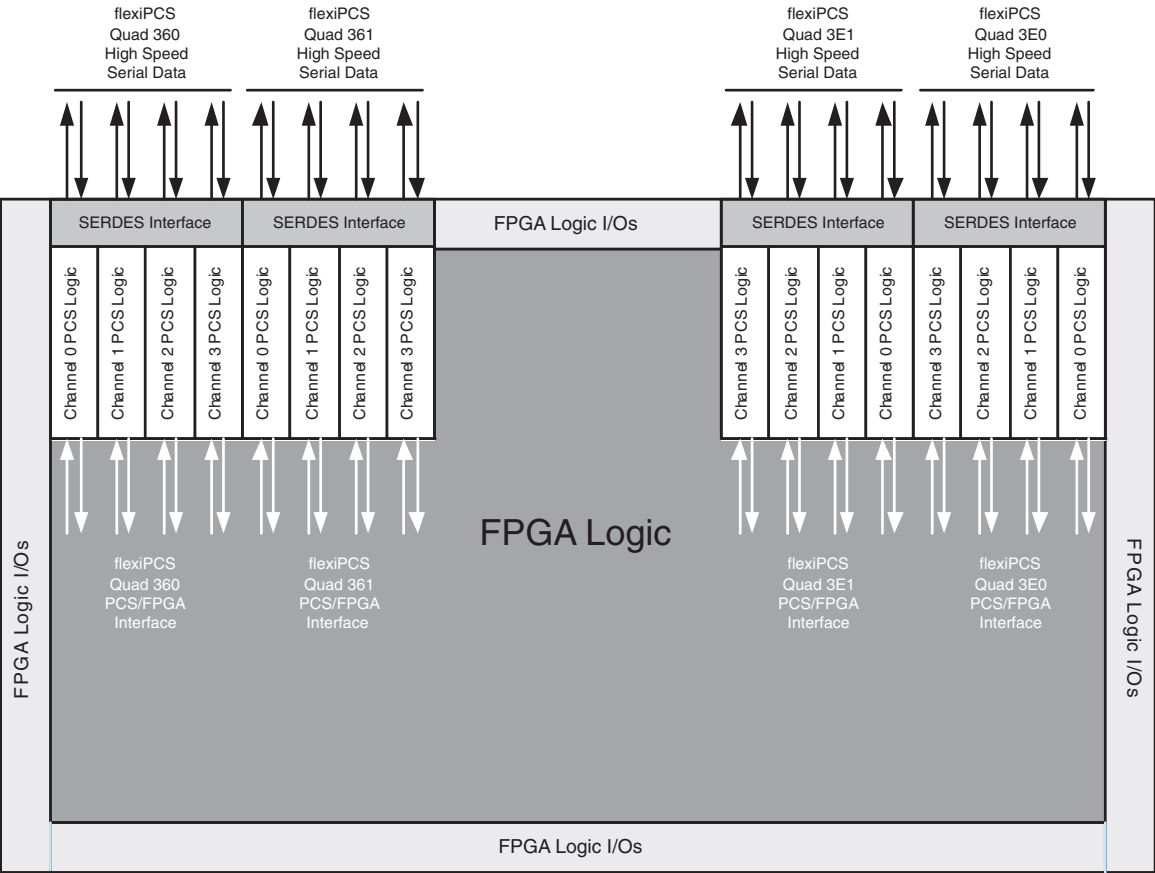 flexiPCS
Quad 360
High Speed
Serial Data
flexiPCS
Quad 361
High Speed
Serial Data
flexiPCS
Quad 3E1
High Speed
Serial Data
flexiPCS
Quad 3E0
High Speed
Serial Data
SERDES Interface
SERDES Interface
FPGA Logic I/Os
SERDES Interface
SERDES Interface
Channel 0 PCS Logic
Channel 1 PCS Logic
Channel 2 PCS Logic
Channel 3 PCS Logic
Channel 0 PCS Logic
Channel 1 PCS Logic
Channel 2 PCS Logic
Channel 3 PCS Logic
Channel 3 PCS Logic
Channel 2 PCS Logic
Channel 1 PCS Logic
Channel 0 PCS Logic
Channel 3 PCS Logic
Channel 2 PCS Logic
Channel 1 PCS Logic
Channel 0 PCS Logic
FPGA Logic
FPGA Logic I/Os
flexiPCS
Quad 360
PCS/FPGA
Interface
flexiPCS
Quad 361
PCS/FPGA
Interface
flexiPCS
Quad 3E1
PCS/FPGA
Interface
flexiPCS
Quad 3E0
PCS/FPGA
Interface
FPGA Logic I/Os
FPGA Logic I/Os